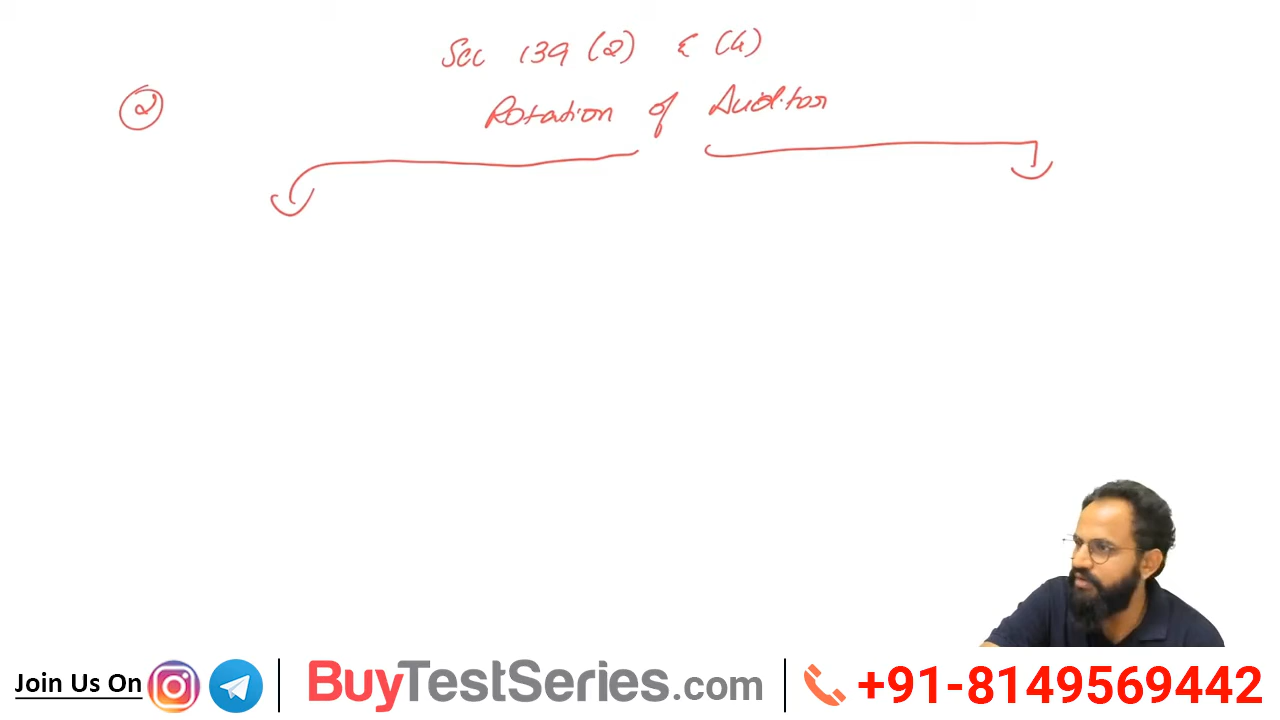 Sec 139 (2) & (4)
② Rotation of Auditor
Join Us On BuyTestSeries.com +91-8149569442